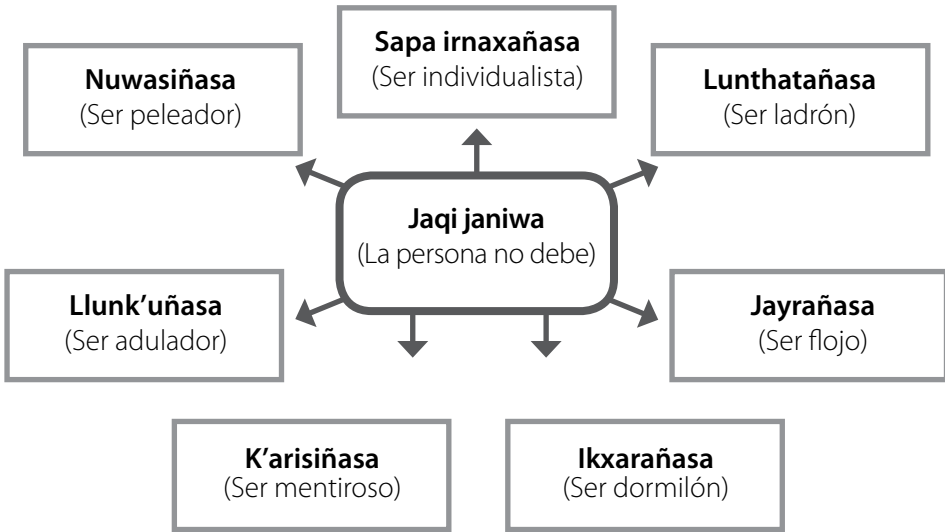 Sapa irnaxañasa
(Ser individualista)
Nuwasiñasa
(Ser peleador)
Lunthatañasa
(Ser ladrón)
Jaqi janiwa
(La persona no debe)
Llunk’uñasa
(Ser adulador)
Jayrañasa
(Ser flojo)
K’arisiñasa
(Ser mentiroso)
Ikxarañasa
(Ser dormilón)